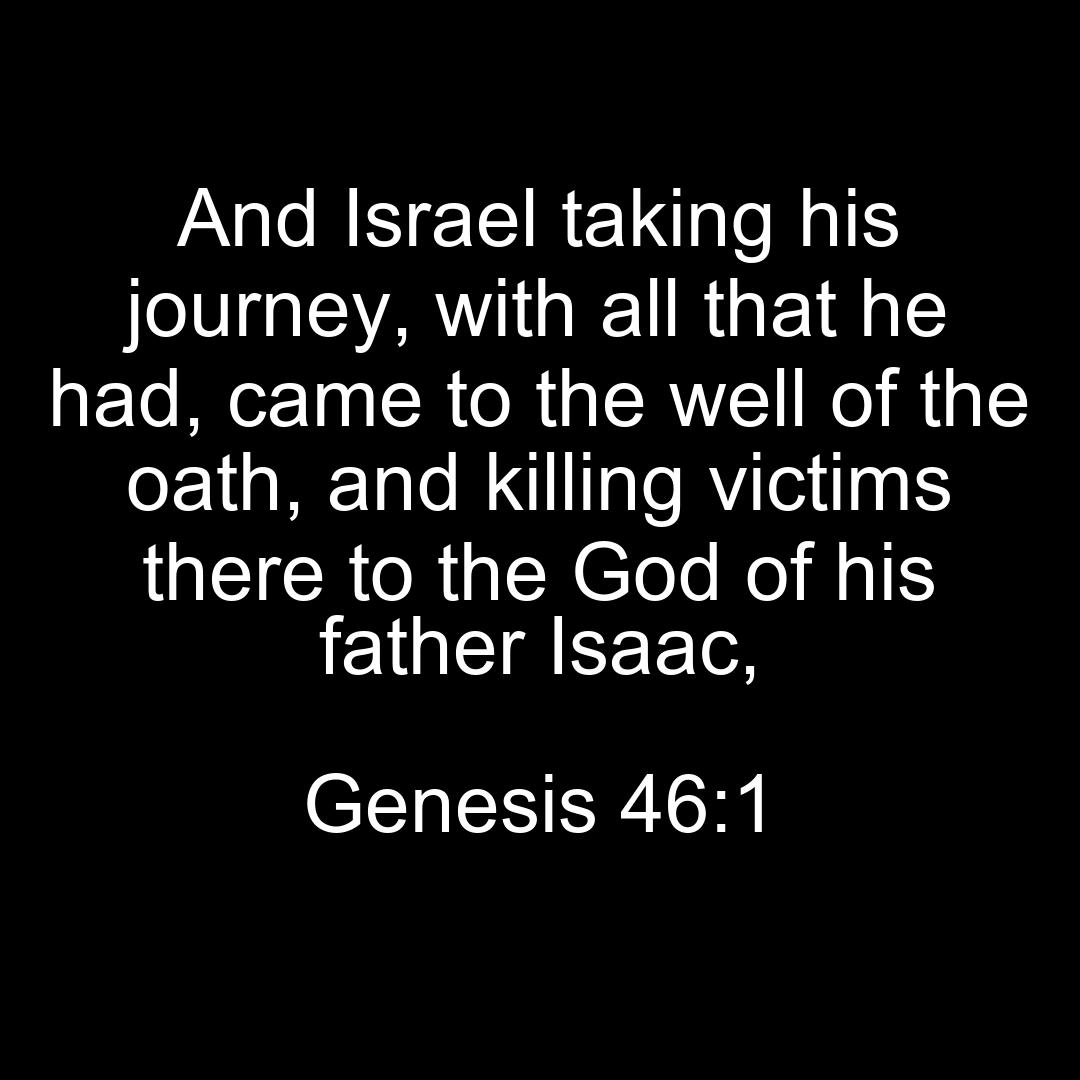 And Israel taking his
journey, with all that he
had, came to the well of the
oath, and killing victims
there to the God of his
father Isaac,
Genesis 46:1